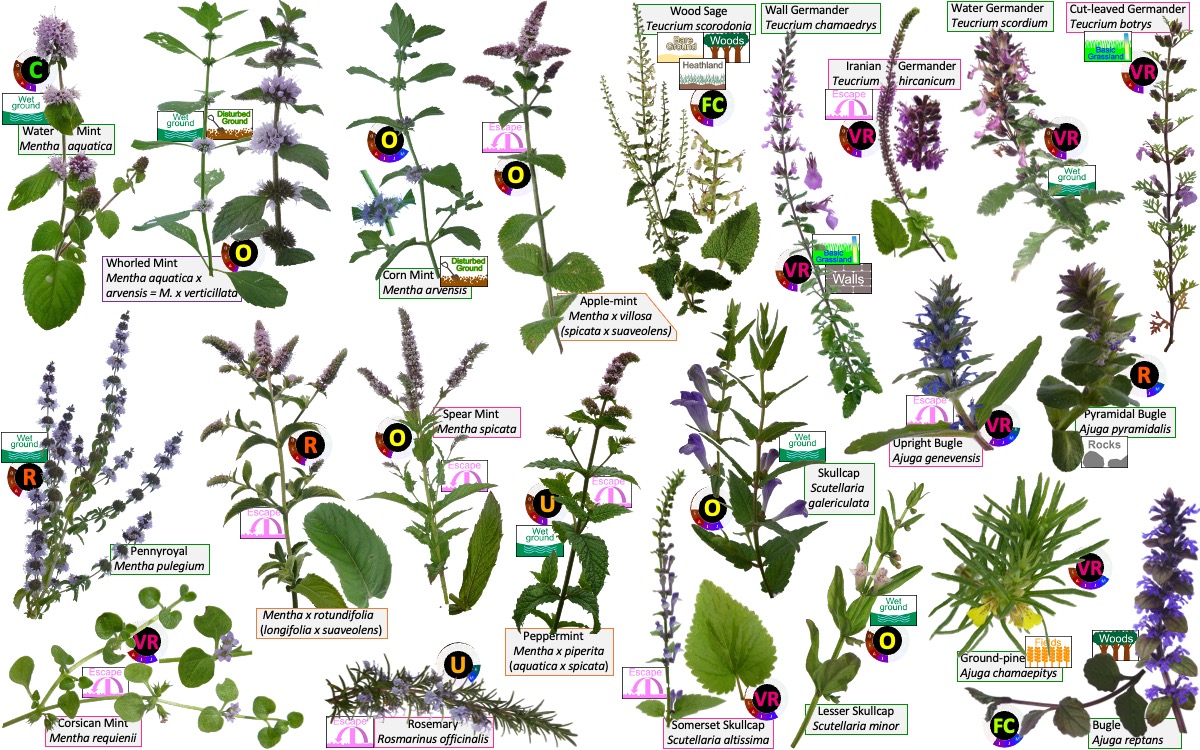 Wood Sage
Teucrium scorodonia
Bare
Ground
Woods
Heathland
FC
Wall Germander
Teucrium chamaedrys
Water Germander
Teucrium scordium
Cut-leaved Germander
Teucrium botrys
Basic
Grassland
VR
Iranian Germander
Teucrium hircanicum
Escape
VR
VR
Wet
ground
C
Wet
ground
Water Mint
Mentha aquatica
Wet
ground
Disturbed
Ground
O
Whorled Mint
Mentha aquatica x
arvensis = M. x verticillata
O
Corn Mint
Mentha arvensis
Disturbed
Ground
Escape
O
Apple-mint
Mentha x villosa
(spicata x suaveolens)
VR
Basic
Grassland
Walls
Escape
VR
Upright Bugle
Ajuga genevensis
R
Pyramidal Bugle
Ajuga pyramidalis
Rocks
Wet
ground
R
Pennyroyal
Mentha pulegium
R
Escape
Mentha x rotundifolia
(longifolia x suaveolens)
O
Spear Mint
Mentha spicata
Escape
U
Escape
Wet
ground
Peppermint
Mentha x piperita
(aquatica x spicata)
Wet
ground
O
Skullcap
Scutellaria
galericulata
VR
Escape
Corsican Mint
Mentha requienii
U
Escape
Rosemary
Rosmarinus officinalis
Escape
VR
Somerset Skullcap
Scutellaria altissima
Wet
ground
O
Lesser Skullcap
Scutellaria minor
VR
Fields
Ground-pine
Ajuga chamaepitys
Woods
FC
Bugle
Ajuga reptans